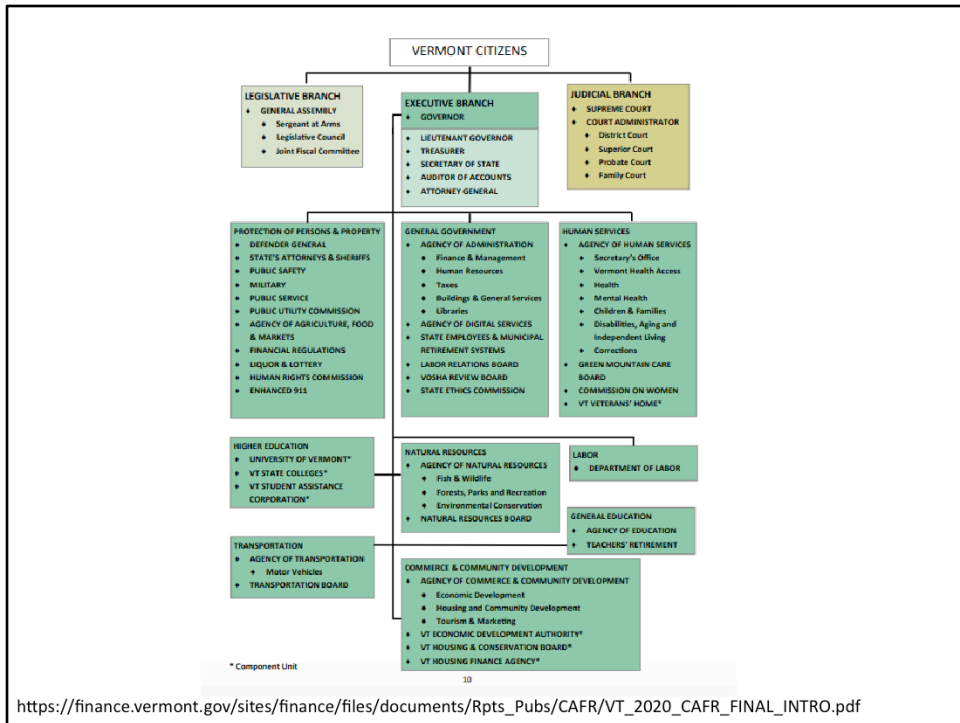 VERMONT CITIZENS
LEGISLATIVE BRANCH
GENERAL ASSEMBLY
Sergeant at Arms
Legislative Council
Joint Fiscal Committee
EXECUTIVE BRANCH
GOVERNOR
LIEUTENANT GOVERNOR
TREASURER
SECRETARY OF STATE
AUDITOR OF ACCOUNTS
ATTORNEY GENERAL
JUDICIAL BRANCH
SUPREME COURT
COURT ADMINISTRATOR
District Court
Superior Court
Probate Court
Family Court
PROTECTION OF PERSONS & PROPERTY
DEFENDER GENERAL
STATE'S ATTORNEYS & SHERIFFS
PUBLIC SAFETY
MILITARY
PUBLIC SERVICE
PUBLIC UTILITY COMMISSION
AGENCY OF AGRICULTURE, FOOD
& MARKETS
FINANCIAL REGULATIONS
LIQUOR & LOTTERY
HUMAN RIGHTS COMMISSION
ENHANCED 911
GENERAL GOVERNMENT
AGENCY OF ADMINISTRATION
Finance & Management
Human Resources
Taxes
Buildings & General Services
Libraries
AGENCY OF DIGITAL SERVICES
STATE EMPLOYEES & MUNICIPAL
RETIREMENT SYSTEMS
LABOR RELATIONS BOARD
VOSHA REVIEW BOARD
STATE ETHICS COMMISSION
HUMAN SERVICES
AGENCY OF HUMAN SERVICES
Secretary's Office
Vermont Health Access
Health
Mental Health
Children & Families
Disabilities, Aging and
Independent Living
Corrections
GREEN MOUNTAIN CARE
BOARD
COMMISSION ON WOMEN
VT VETERANS' HOME*
HIGHER EDUCATION
UNIVERSITY OF VERMONT*
VT STATE COLLEGES*
VT STUDENT ASSISTANCE
CORPORATION*
NATURAL RESOURCES
AGENCY OF NATURAL RESOURCES
Fish & Wildlife
Forests, Parks and Recreation
Environmental Conservation
NATURAL RESOURCES BOARD
LABOR
DEPARTMENT OF LABOR
GENERAL EDUCATION
AGENCY OF EDUCATION
TEACHERS' RETIREMENT
TRANSPORTATION
AGENCY OF TRANSPORTATION
Motor Vehicles
TRANSPORTATION BOARD
COMMERCE & COMMUNITY DEVELOPMENT
AGENCY OF COMMERCE & COMMUNITY DEVELOPMENT
Economic Development
Housing and Community Development
Tourism & Marketing
VT ECONOMIC DEVELOPMENT AUTHORITY*
VT HOUSING & CONSERVATION BOARD*
VT HOUSING FINANCE AGENCY*
* Component Unit
10
https://finance.vermont.gov/sites/finance/files/documents/Rpts_Pubs/CAFR/VT_2020_CAFR_FINAL_INTRO.pdf